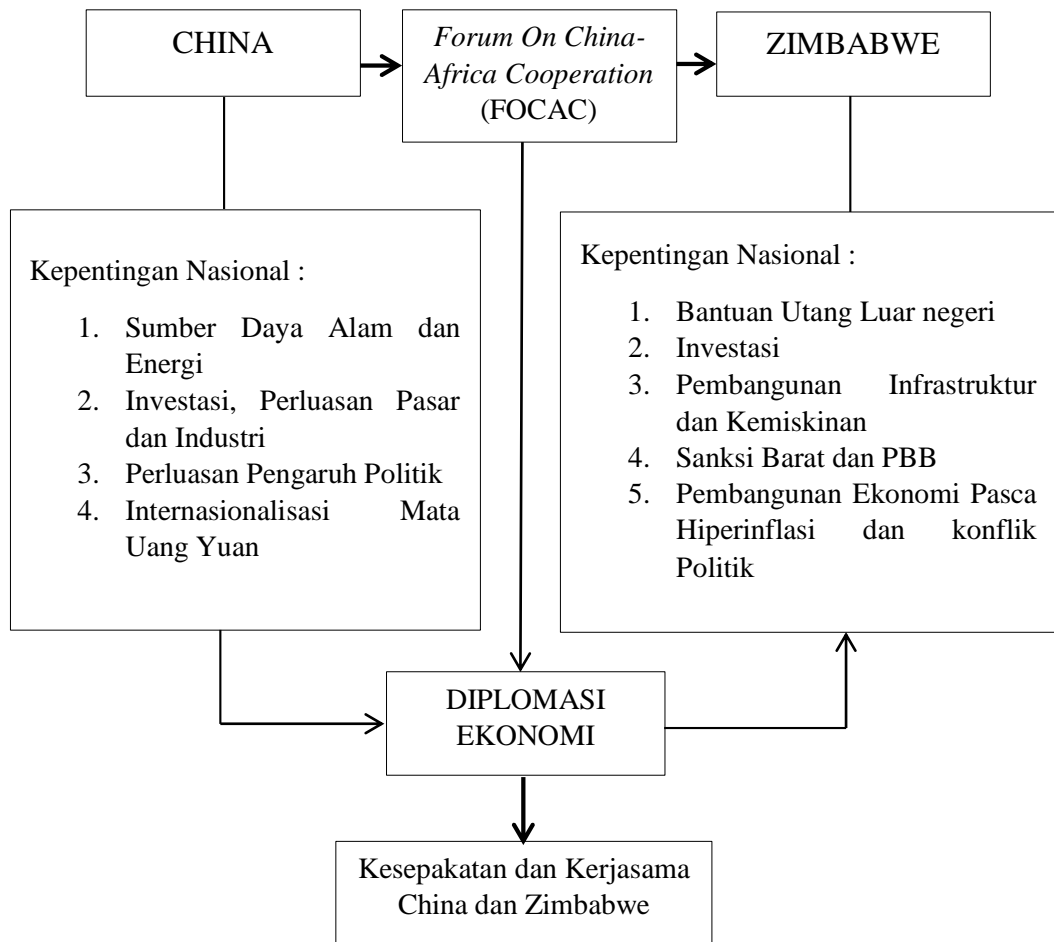 CHINA
Forum On China-
Africa Cooperation
(FOCAC)
ZIMBABWE
Kepentingan Nasional :
1. Sumber Daya Alam dan
Energi
2. Investasi, Perluasan Pasar
dan Industri
3. Perluasan Pengaruh Politik
4. Internasionalisasi Mata
Uang Yuan
Kepentingan Nasional :
1. Bantuan Utang Luar negeri
2. Investasi
3. Pembangunan Infrastruktur
dan Kemiskinan
4. Sanksi Barat dan PBB
5. Pembangunan Ekonomi Pasca
Hiperinflasi dan konflik
Politik
DIPLOMASI
EKONOMI
Kesepakatan dan Kerjasama
China dan Zimbabwe